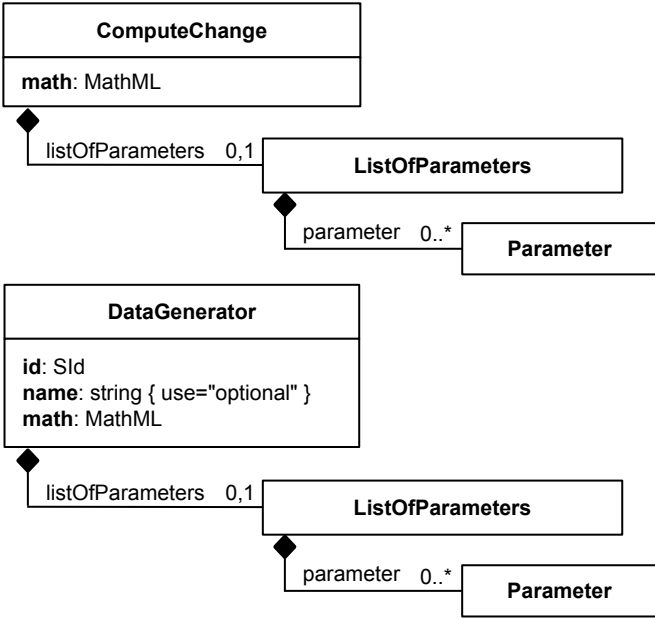 ComputeChange
math: MathML
listOfParameters 0,1
ListOfParameters
parameter 0..*
Parameter
DataGenerator
id: SId
name: string { use="optional" }
math: MathML
listOfParameters 0,1
ListOfParameters
parameter 0..*
Parameter